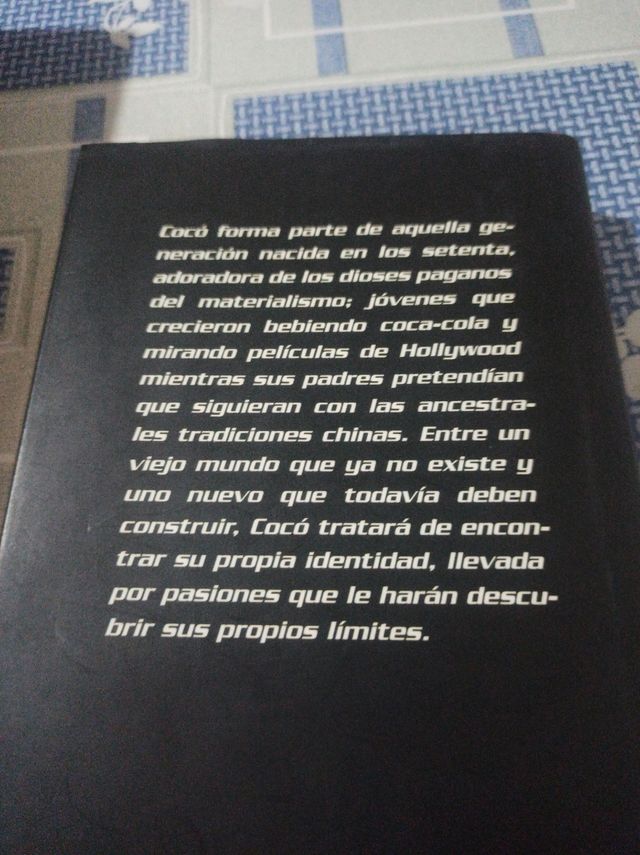 Cocó forma parte de aquella ge-
neración nacida en los setenta,
adoradora de los dioses paganos
del materialismo; jóvenes que
crecieron bebiendo coca-cola y
mirando películas de Hollywood
mientras sus padres pretendían
que siguieran con las ancestra-
les tradiciones chinas. Entre un
viejo mundo que ya no existe y
uno nuevo que todavía deben
construir, Cocó tratará de encon-
trar su propia identidad, llevada
por pasiones que le harán descu-
brir sus propios límites.